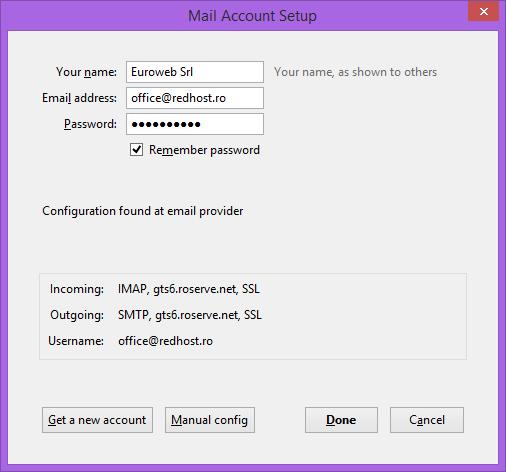 Mail Account Setup
Your name: Euroweb Srl Your name, as shown to others
Email address: office@redhost.ro
Password: ●●●●●●●●●●
Remember password
Configuration found at email provider
Incoming: IMAP, gts6.roserve.net, SSL
Outgoing: SMTP, gts6.roserve.net, SSL
Username: office@redhost.ro
Get a new account Manual config Done Cancel